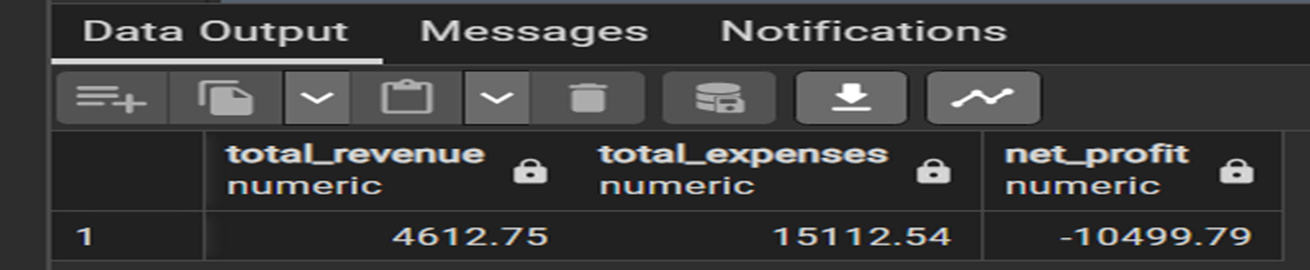 Data Output Messages Notifications
total_revenue total_expenses net_profit
numeric numeric numeric
1 4612.75 15112.54 -10499.79